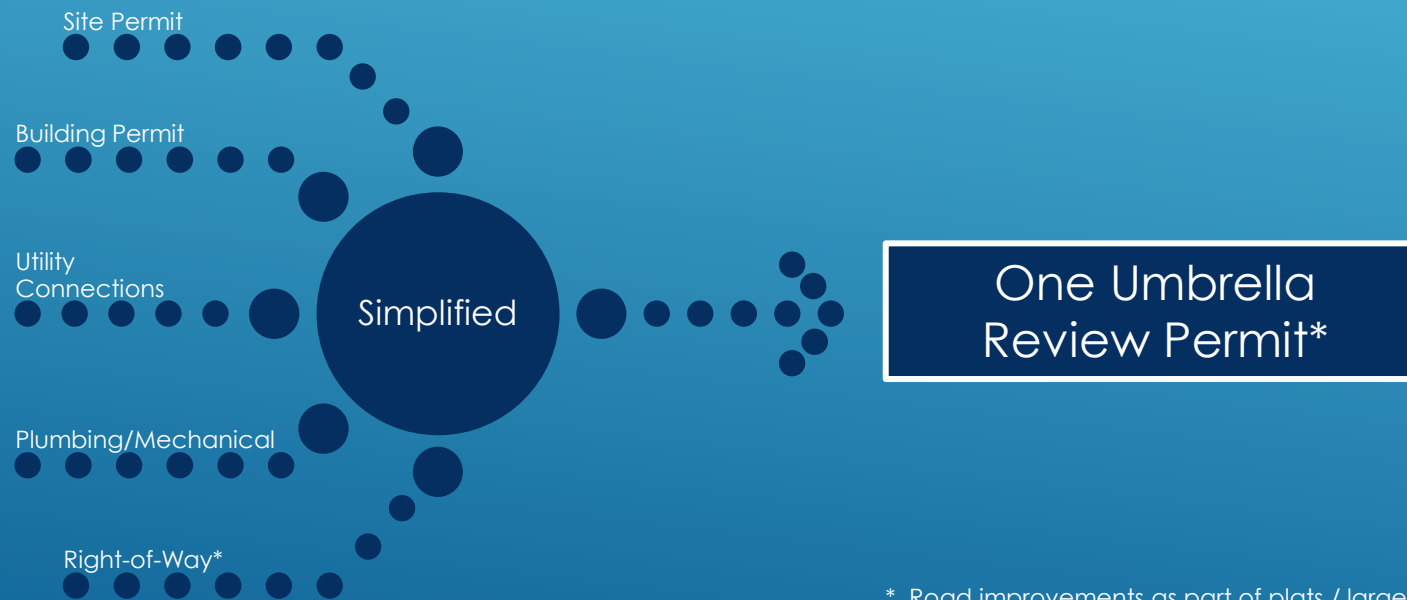 Site Permit
Building Permit
Utility
Connections
Simplified
One Umbrella
Review Permit*
Plumbing/Mechanical
Right-of-Way*
* Road improvements as part of plats / large